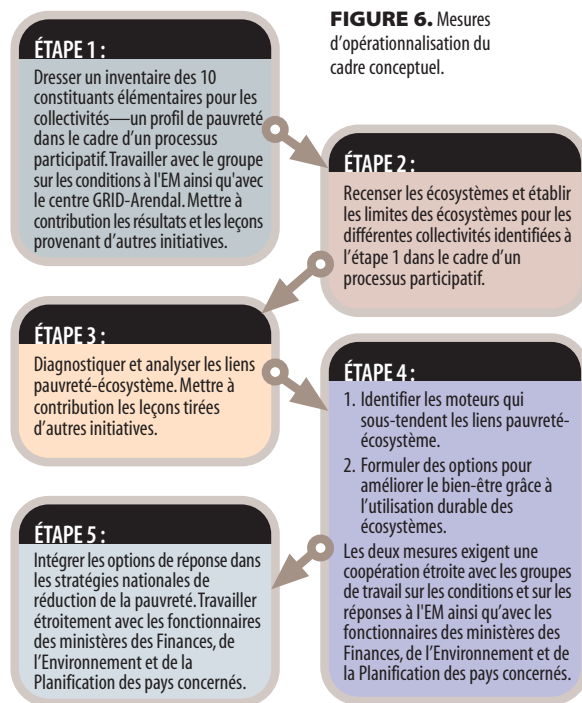 FIGURE 6. Mesures
d'opérationnalisation du
cadre conceptuel.
ÉTAPE 1 :
Dresser un inventaire des 10
constituants élémentaires pour les
collectivités—un profil de pauvreté
dans le cadre d'un processus
participatif. Travailler avec le groupe
sur les conditions à l'EM ainsi qu'avec
le centre GRID-Arendal. Mettre à
contribution les résultats et les leçons
provenant d'autres initiatives.
ÉTAPE 2 :
Recenser les écosystèmes et établir
les limites des écosystèmes pour les
différentes collectivités identifiées à
l'étape 1 dans le cadre d'un
processus participatif.
ÉTAPE 3 :
Diagnostiquer et analyser les liens
pauvreté-écosystème. Mettre à
contribution les leçons tirées
d'autres initiatives.
ÉTAPE 4 :
1. Identifier les moteurs qui
sous-tendent les liens pauvreté-
écosystème.
2. Formuler des options pour
améliorer le bien-être grâce à
l'utilisation durable des
écosystèmes.
Les deux mesures exigent une
coopération étroite avec les groupes
de travail sur les conditions et sur les
réponses à l'EM ainsi qu'avec les
fonctionnaires des ministères des
Finances, de l'Environnement et de
la Planification des pays concernés.
ÉTAPE 5 :
Intégrer les options de réponse dans
les stratégies nationales de
réduction de la pauvreté. Travailler
étroitement avec les fonctionnaires
des ministères des Finances, de
l'Environnement et de la
Planification des pays concernés.